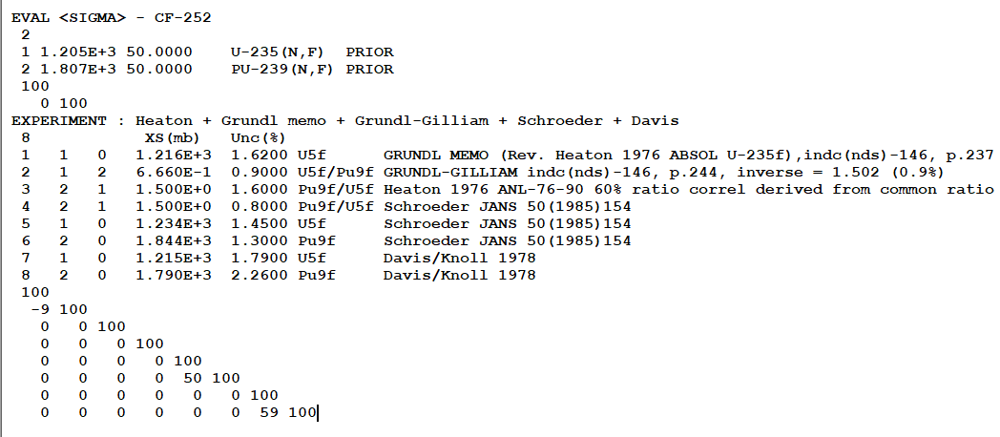 EVAL <SIGMA> - CF-252
2
1 1.205E+3 50.0000 U-235(N,F) PRIOR
2 1.807E+3 50.0000 PU-239(N,F) PRIOR
100
0 100
EXPERIMENT : Heaton + Grundl memo + Grundl-Gilliam + Schroeder + Davis
8 XS(mb) Unc(%)
1 1 0 1.216E+3 1.6200 U5f GRUNDL MEMO (Rev. Heaton 1976 ABSOL U-235f),indc(nds)-146, p.237
2 1 2 6.660E-1 0.9000 U5f/Pu9f GRUNDL-GILLIAM indc(nds)-146, p.244, inverse = 1.502 (0.9%)
3 2 1 1.500E+0 1.6000 Pu9f/U5f Heaton 1976 ANL-76-90 60% ratio correl derived from common ratio
4 2 1 1.500E+0 0.8000 Pu9f/U5f Schroeder JANS 50(1985)154
5 1 0 1.234E+3 1.4500 U5f Schroeder JANS 50(1985)154
6 2 0 1.844E+3 1.3000 Pu9f Schroeder JANS 50(1985)154
7 1 0 1.215E+3 1.7900 U5f Davis/Knoll 1978
8 2 0 1.790E+3 2.2600 Pu9f Davis/Knoll 1978
100
-9 100
0 0 100
0 0 0 100
0 0 0 0 100
0 0 0 0 50 100
0 0 0 0 0 0 100
0 0 0 0 0 0 59 100